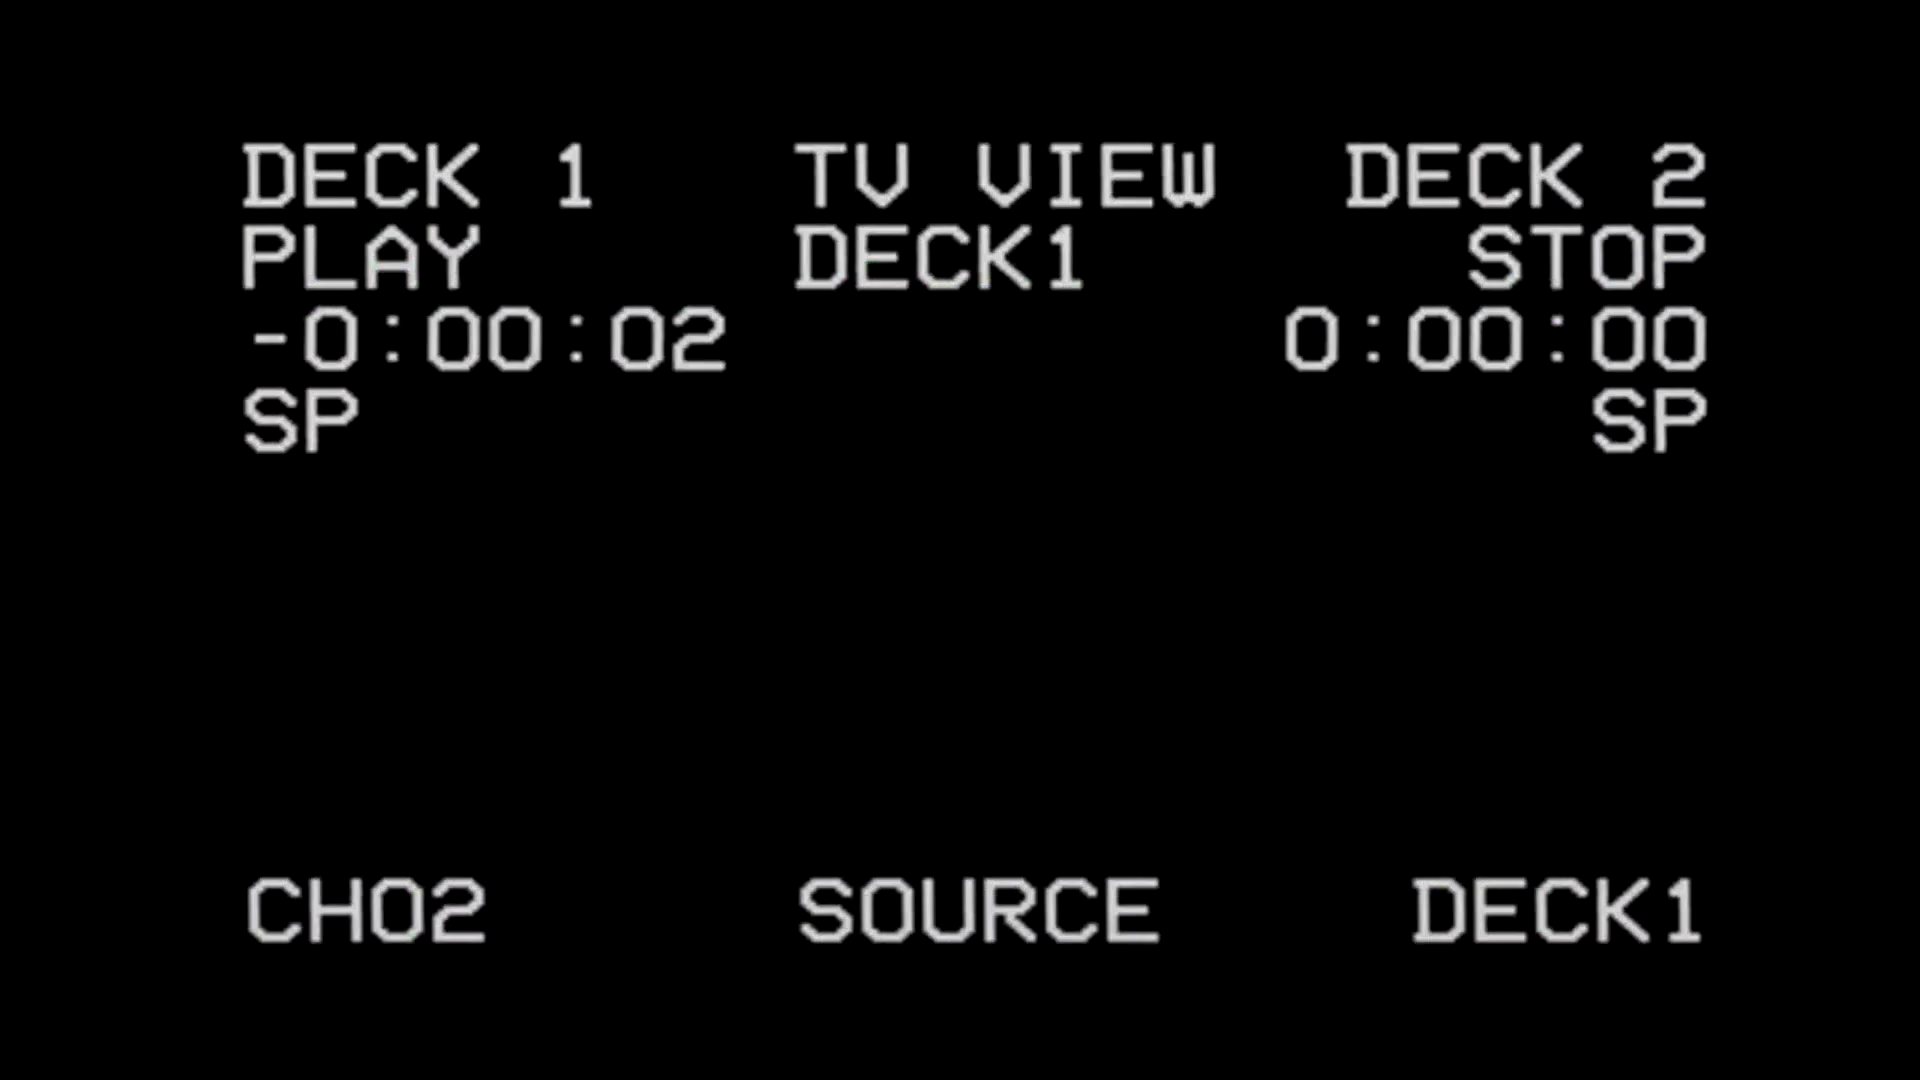 DECK 1 TV VIEW DECK 2
PLAY DECK1 STOP
-0:00:02 0:00:00
SP SP
CH02 SOURCE DECK1